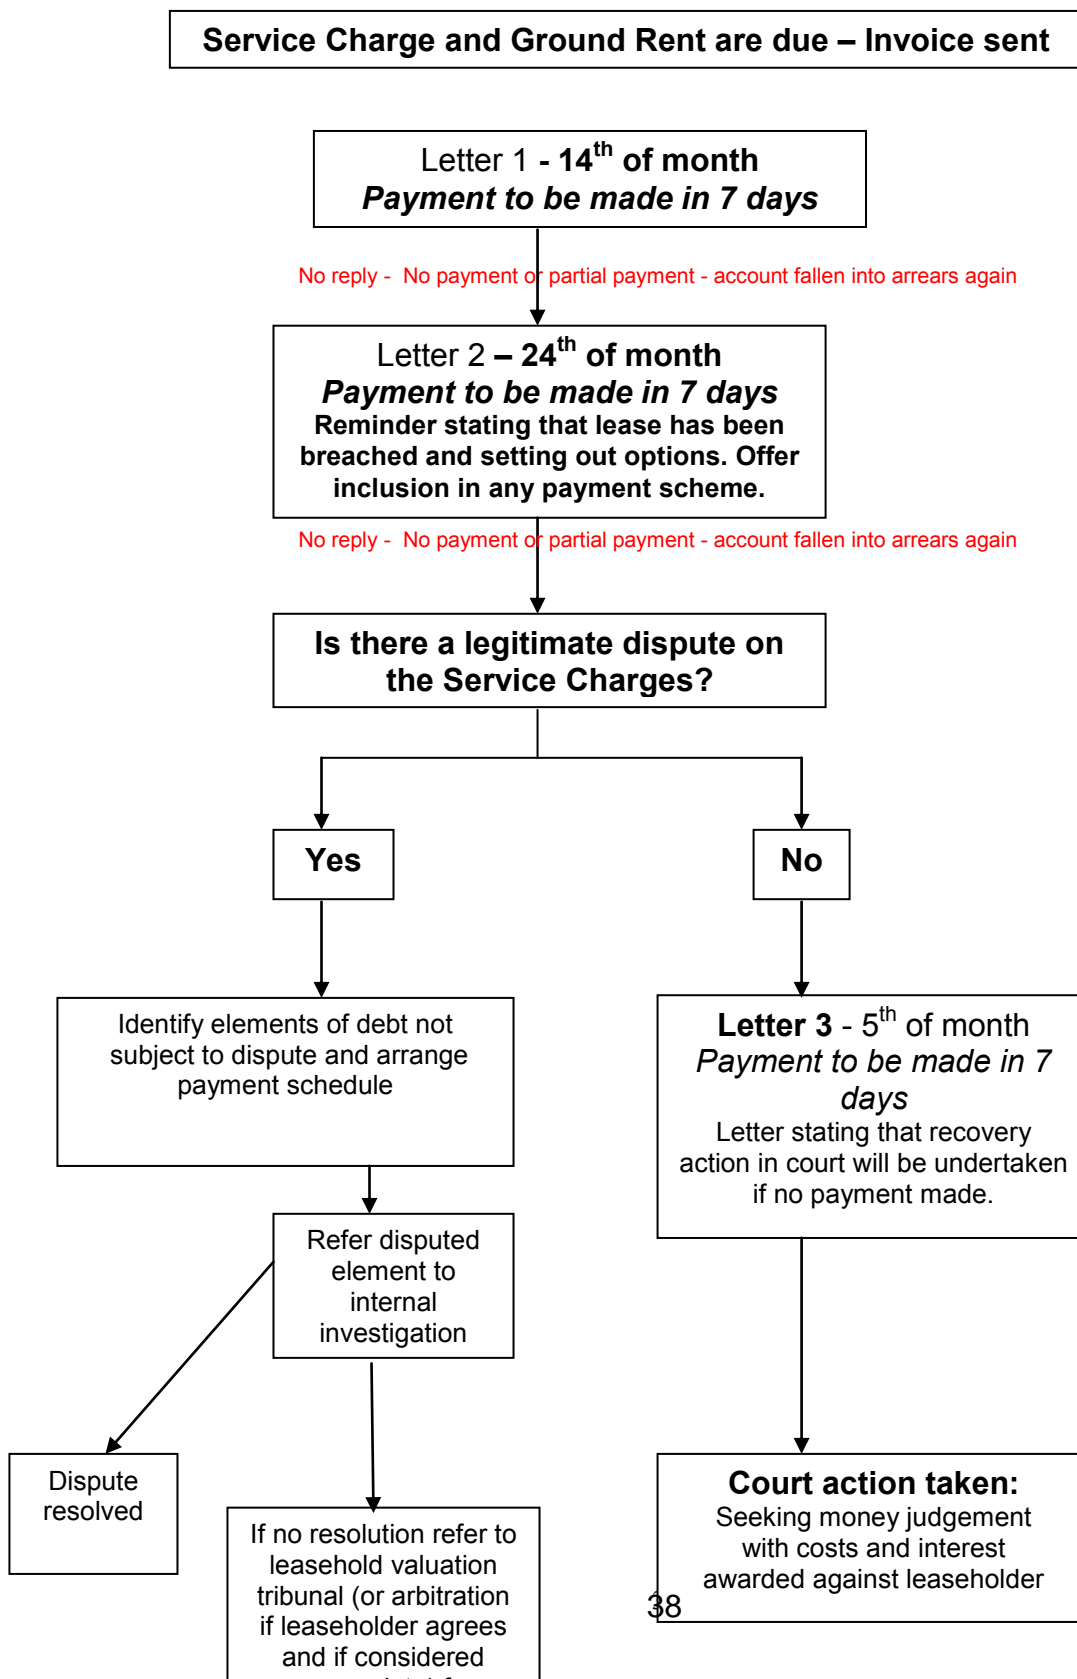 Service Charge and Ground Rent are due – Invoice sent
Letter 1 - 14th of month
Payment to be made in 7 days
No reply - No payment or partial payment - account fallen into arrears again
Letter 2 – 24th of month
Payment to be made in 7 days
Reminder stating that lease has been
breached and setting out options. Offer
inclusion in any payment scheme.
No reply - No payment or partial payment - account fallen into arrears again
Is there a legitimate dispute on
the Service Charges?
Yes
No
Identify elements of debt not
subject to dispute and arrange
payment schedule
Letter 3 - 5th of month
Payment to be made in 7
days
Letter stating that recovery
action in court will be undertaken
if no payment made.
Refer disputed
element to
internal
investigation
Dispute
resolved
If no resolution refer to
leasehold valuation
tribunal (or arbitration
if leaseholder agrees
and if considered
Court action taken:
Seeking money judgement
with costs and interest
awarded against leaseholder
38